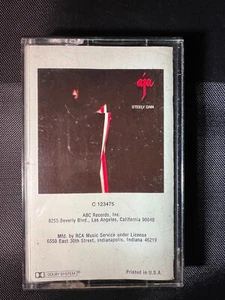 aja
STEELY DAN
C 123475
ABC Records, Inc.
8255 Beverly Blvd., Los Angeles, California 90048
Mfd. by RCA Music Service under License
6550 East 30th Street, Indianapolis, Indiana 46219
DOLBY SYSTEM
Printed in U.S.A.